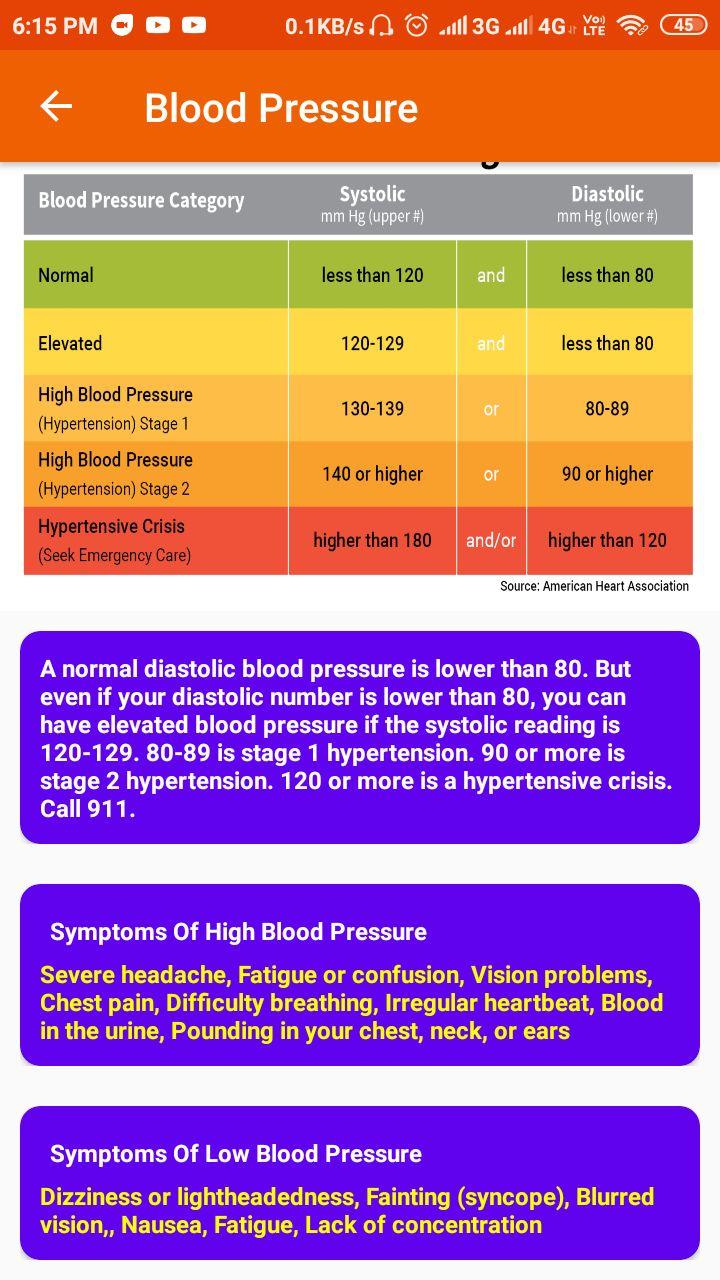 6:15 PM 0.1KB/s 3G 4G Vo) LTE 45
Blood Pressure
Blood Pressure Category Systolic Diastolic
mm Hg (upper #) mm Hg (lower #)
Normal less than 120 and less than 80
Elevated 120-129 and less than 80
High Blood Pressure
(Hypertension) Stage 1 130-139 or 80-89
High Blood Pressure
(Hypertension) Stage 2 140 or higher or 90 or higher
Hypertensive Crisis
(Seek Emergency Care) higher than 180 and/or higher than 120
Source: American Heart Association
A normal diastolic blood pressure is lower than 80. But
even if your diastolic number is lower than 80, you can
have elevated blood pressure if the systolic reading is
120-129. 80-89 is stage 1 hypertension. 90 or more is
stage 2 hypertension. 120 or more is a hypertensive crisis.
Call 911.
Symptoms Of High Blood Pressure
Severe headache, Fatigue or confusion, Vision problems,
Chest pain, Difficulty breathing, Irregular heartbeat, Blood
in the urine, Pounding in your chest, neck, or ears
Symptoms Of Low Blood Pressure
Dizziness or lightheadedness, Fainting (syncope), Blurred
vision,, Nausea, Fatigue, Lack of concentration